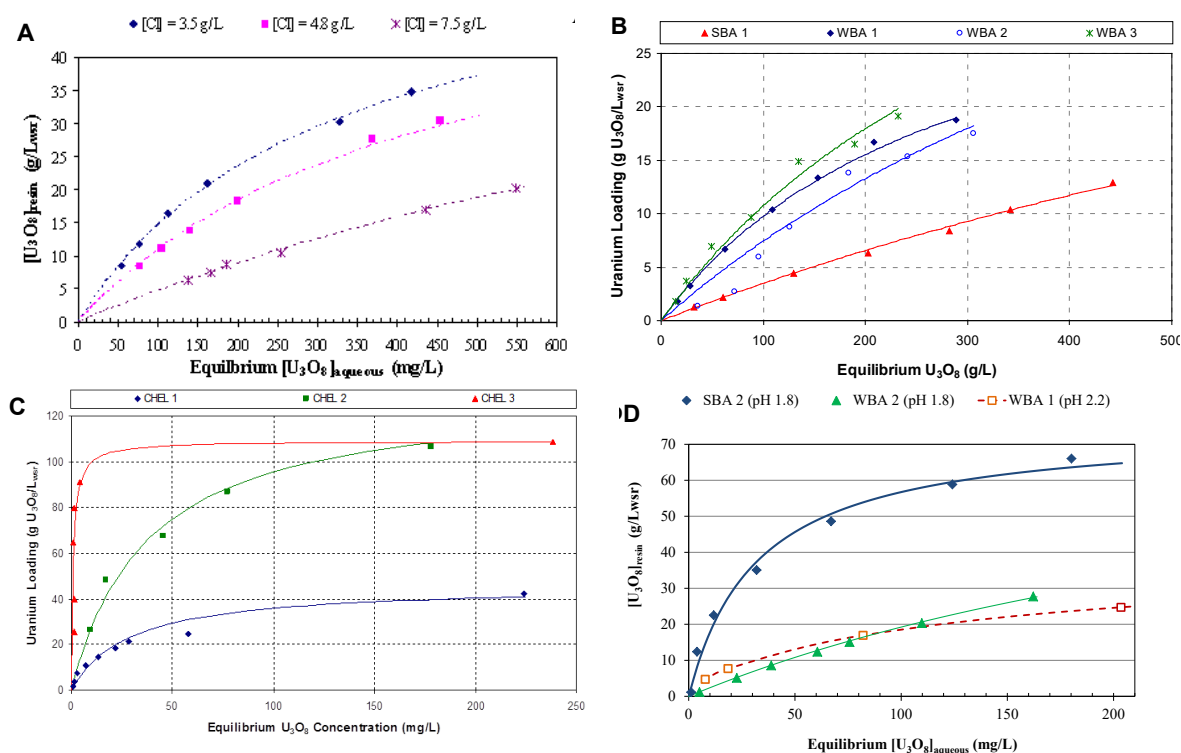 A
[Cl] = 3.5 g/L [Cl] = 4.8 g/L [Cl] = 7.5 g/L
[U₃O₈]resin (g/Lwsr)
40
35
30
25
20
15
10
5
0
0 50 100 150 200 250 300 350 400 450 500 550 600
Equilbrium [U₃O₈]aqueous (mg/L)
B
SBA 1 WBA 1 WBA 2 WBA 3
Uranium Loading (g U₃O₈/Lwsr)
25
20
15
10
5
0
0 100 200 300 400 500
Equilibrium U₃O₈ (g/L)
C
CHEL 1 CHEL 2 CHEL 3
Uranium Loading (g U₃O₈/Lwsr)
120
100
80
60
40
20
0
0 50 100 150 200 250
Equilibrium U₃O₈ Concentration (mg/L)
D
SBA 2 (pH 1.8) WBA 2 (pH 1.8) WBA 1 (pH 2.2)
[U₃O₈]resin (g/Lwsr)
70
60
50
40
30
20
10
0
0 50 100 150 200
Equilibrium [U₃O₈]aqueous (mg/L)